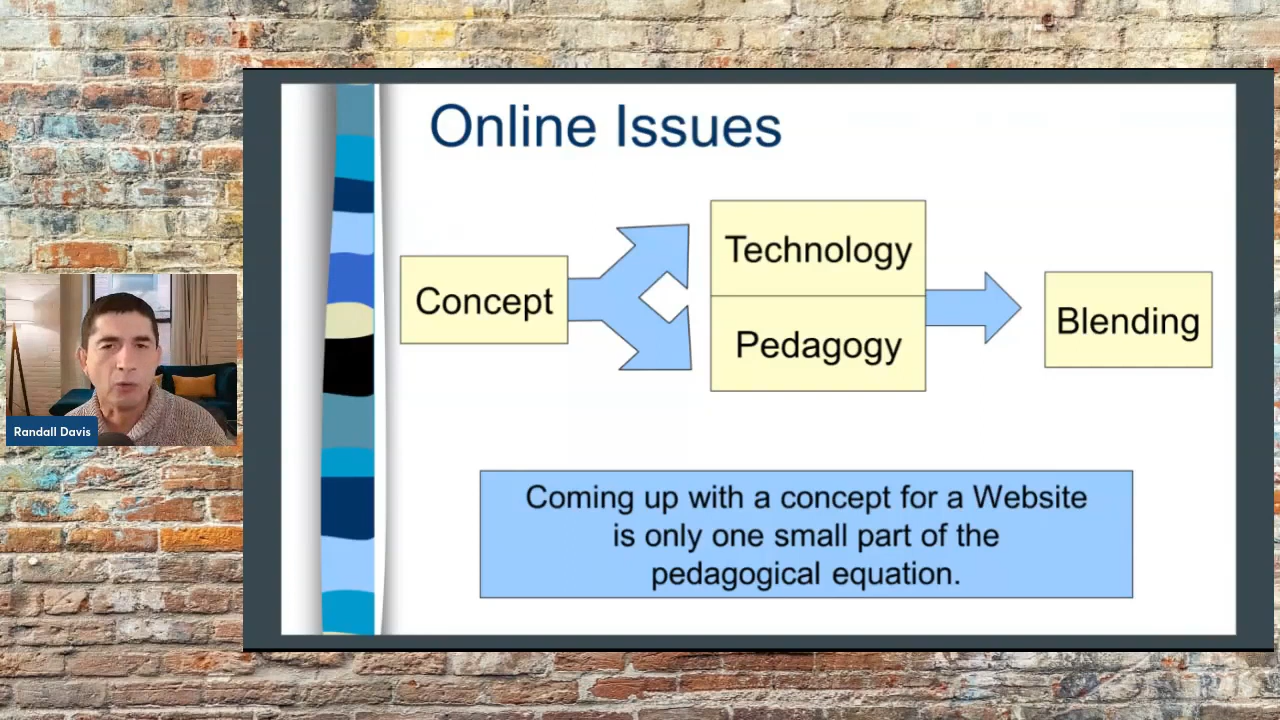 Online Issues
Concept
Technology
Pedagogy
Blending
Coming up with a concept for a Website
is only one small part of the
pedagogical equation.
Randall Davis